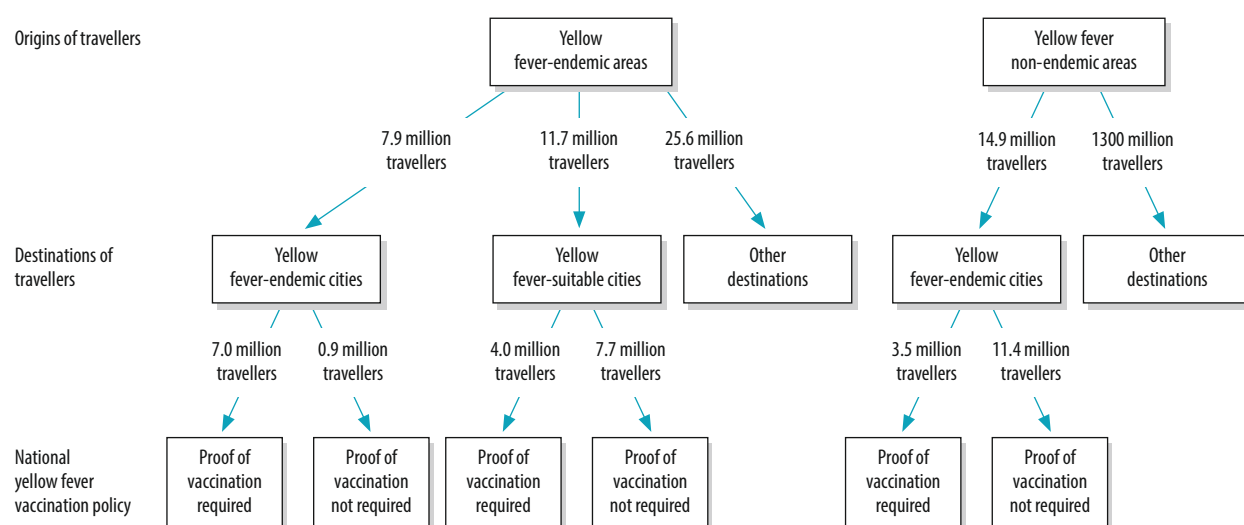 Origins of travellers
Yellow
fever-endemic areas
Yellow fever
non-endemic areas
7.9 million
travellers
11.7 million
travellers
25.6 million
travellers
14.9 million
travellers
1300 million
travellers
Destinations of
travellers
Yellow
fever-endemic cities
Yellow
fever-suitable cities
Other
destinations
Yellow
fever-endemic cities
Other
destinations
7.0 million
travellers
0.9 million
travellers
4.0 million
travellers
7.7 million
travellers
3.5 million
travellers
11.4 million
travellers
National
yellow fever
vaccination policy
Proof of
vaccination
required
Proof of
vaccination
not required
Proof of
vaccination
required
Proof of
vaccination
not required
Proof of
vaccination
required
Proof of
vaccination
not required